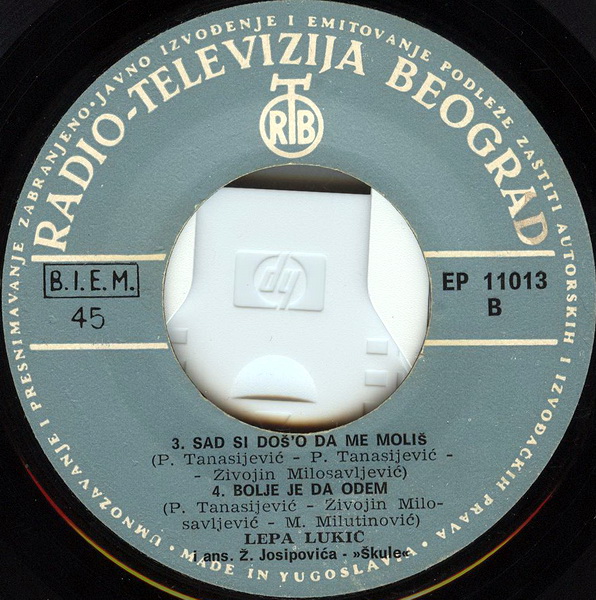 UMNOŽAVANJE I PRESNIMAVANJE ZABRANJENO • JAVNO IZVOĐENJE I EMITOVANJE PODLEŽE ZAŠTITI AUTORSKIH I IZVOĐAČKIH PRAVA •
RADIO-TELEVIZIJA BEOGRAD
RTB
hp
B.I.E.M.
45
EP 11013
B
3. SAD SI DOŠ'O DA ME MOLIŠ
(P. Tanasijević - P. Tanasijević -
- Zivojin Milosavljević)
4. BOLJE JE DA ODEM
(P. Tanasijević - Zivojin Milo-
savljević - M. Milutinović)
LEPA LUKIC
i ans. Ž. Josipovića - »Škule«
MADE IN YUGOSLAVIA